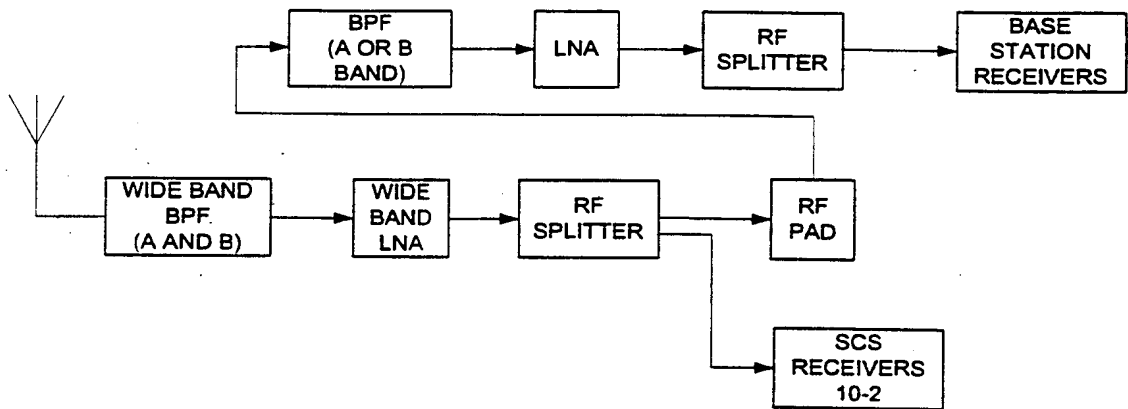 BPF
(A OR B
BAND)
LNA
RF
SPLITTER
BASE
STATION
RECEIVERS
WIDE BAND
BPF.
(A AND B)
WIDE
BAND
LNA
RF
SPLITTER
RF
PAD
SCS
RECEIVERS
10-2